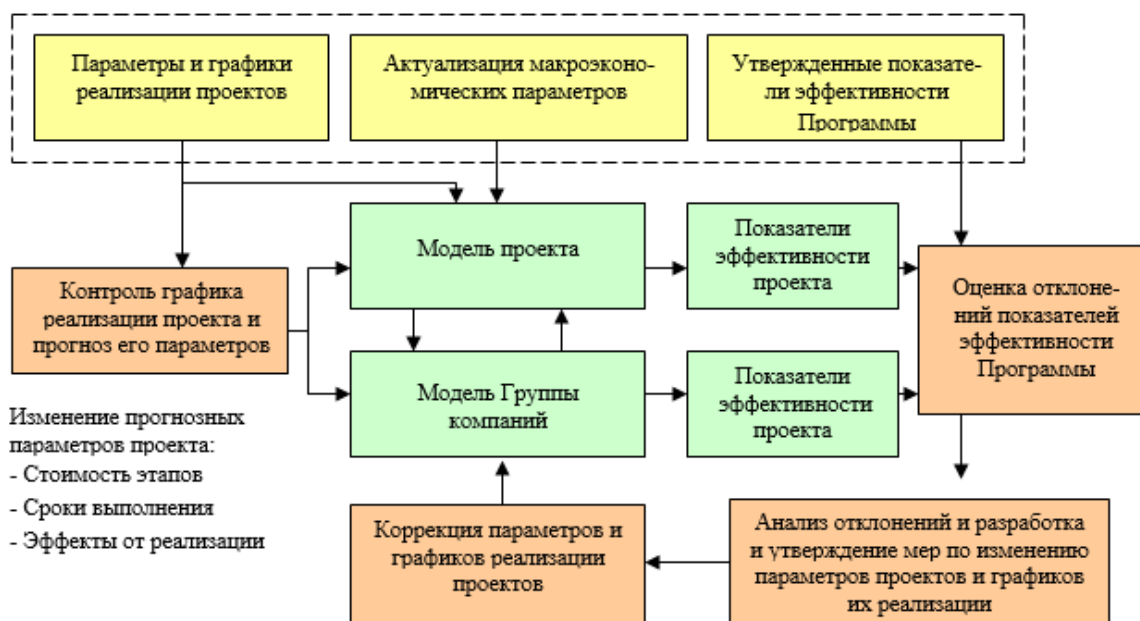 Параметры и графики
реализации проектов
Актуализация макроэконо-
мических параметров
Утвержденные показате-
ли эффективности
Программы
Модель проекта
Показатели
эффективности
проекта
Контроль графика
реализации проекта и
прогноз его параметров
Оценка отклоне-
ний показателей
эффективности
Программы
Модель Группы
компаний
Показатели
эффективности
проекта
Изменение прогнозных
параметров проекта:
- Стоимость этапов
- Сроки выполнения
- Эффекты от реализации
Коррекция параметров и
графиков реализации
проектов
Анализ отклонений и разработка
и утверждение мер по изменению
параметров проектов и графиков
их реализации